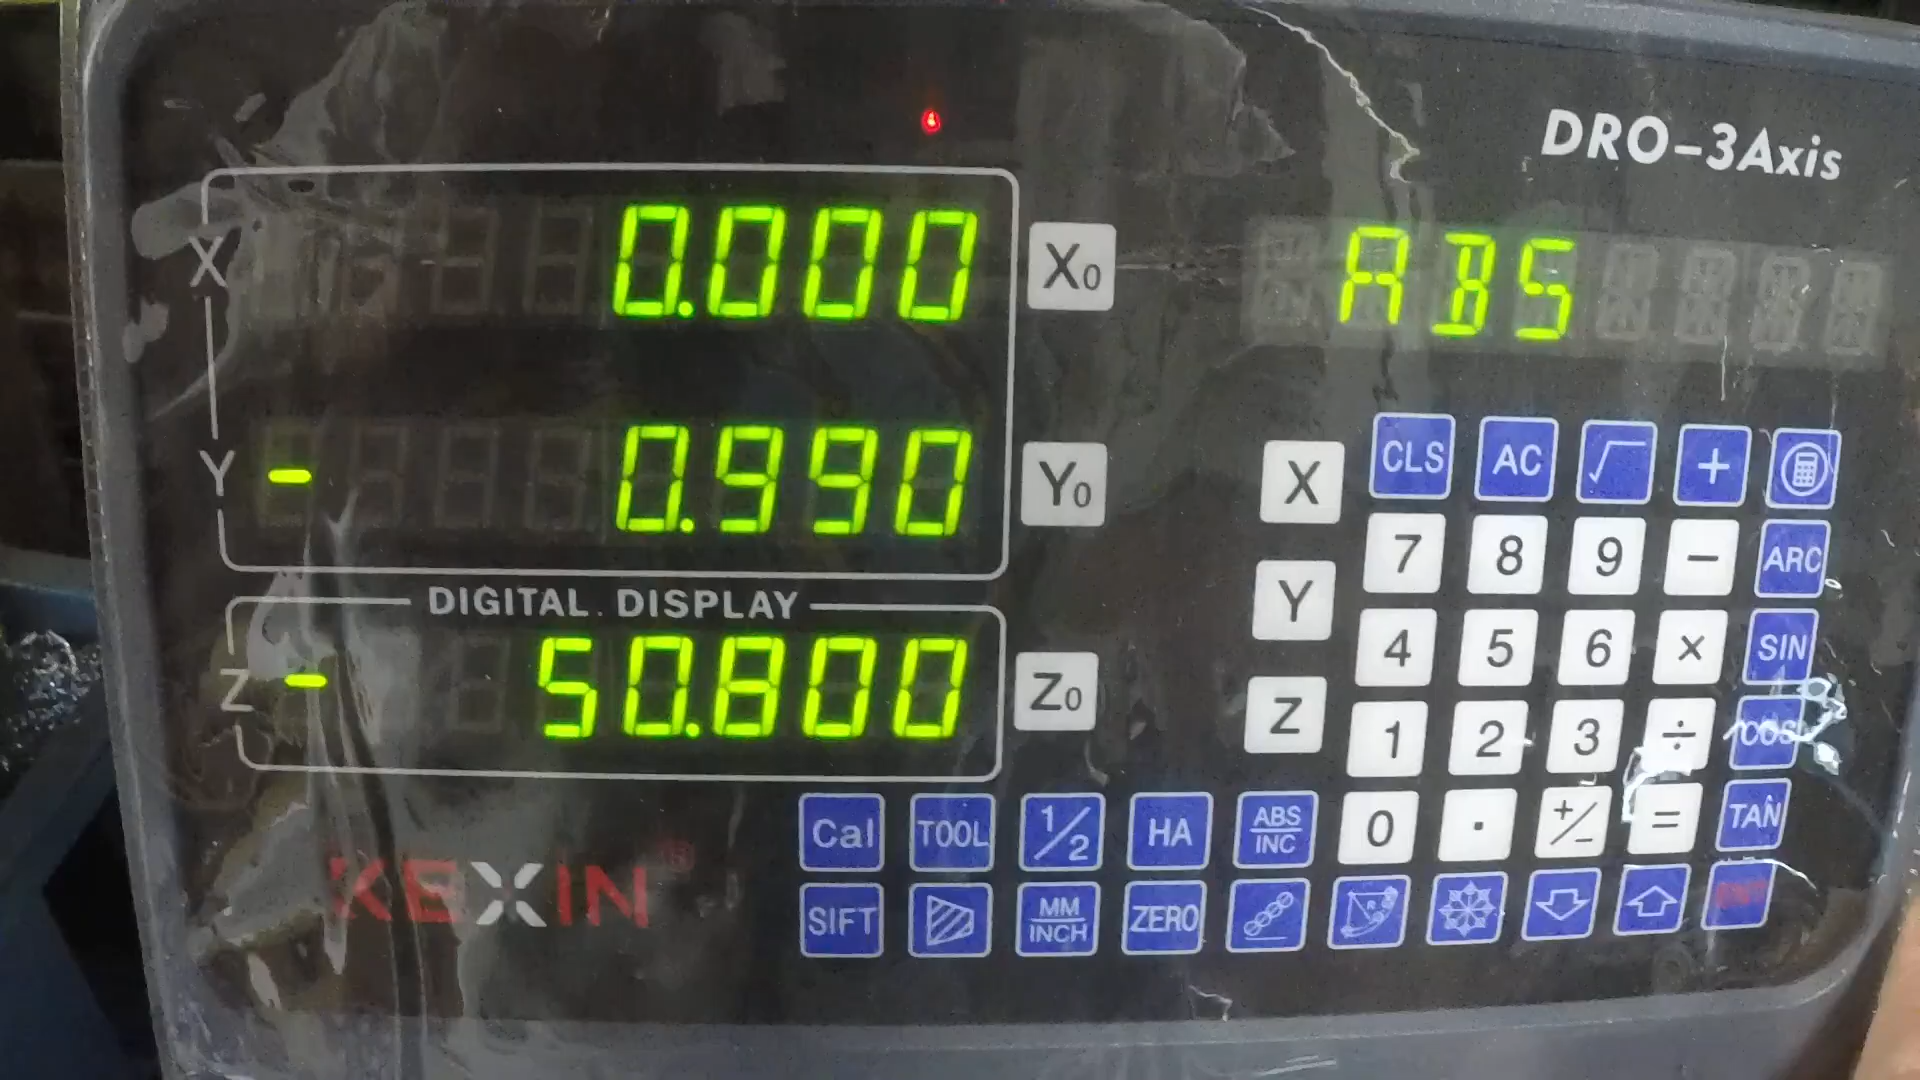 DRO-3Axis
X 0.000 X0 ABS
Y - 0.990 Y0
X CLS AC √ +
7 8 9 − ARC
DIGITAL DISPLAY
Y
Z - 50.800 Z0
4 5 6 × SIN
Z
1 2 3 ÷ COS
Cal TOOL 1/2 HA ABS/INC 0 . +/− = TAN
KEXIN®
SIFT MM/INCH ZERO